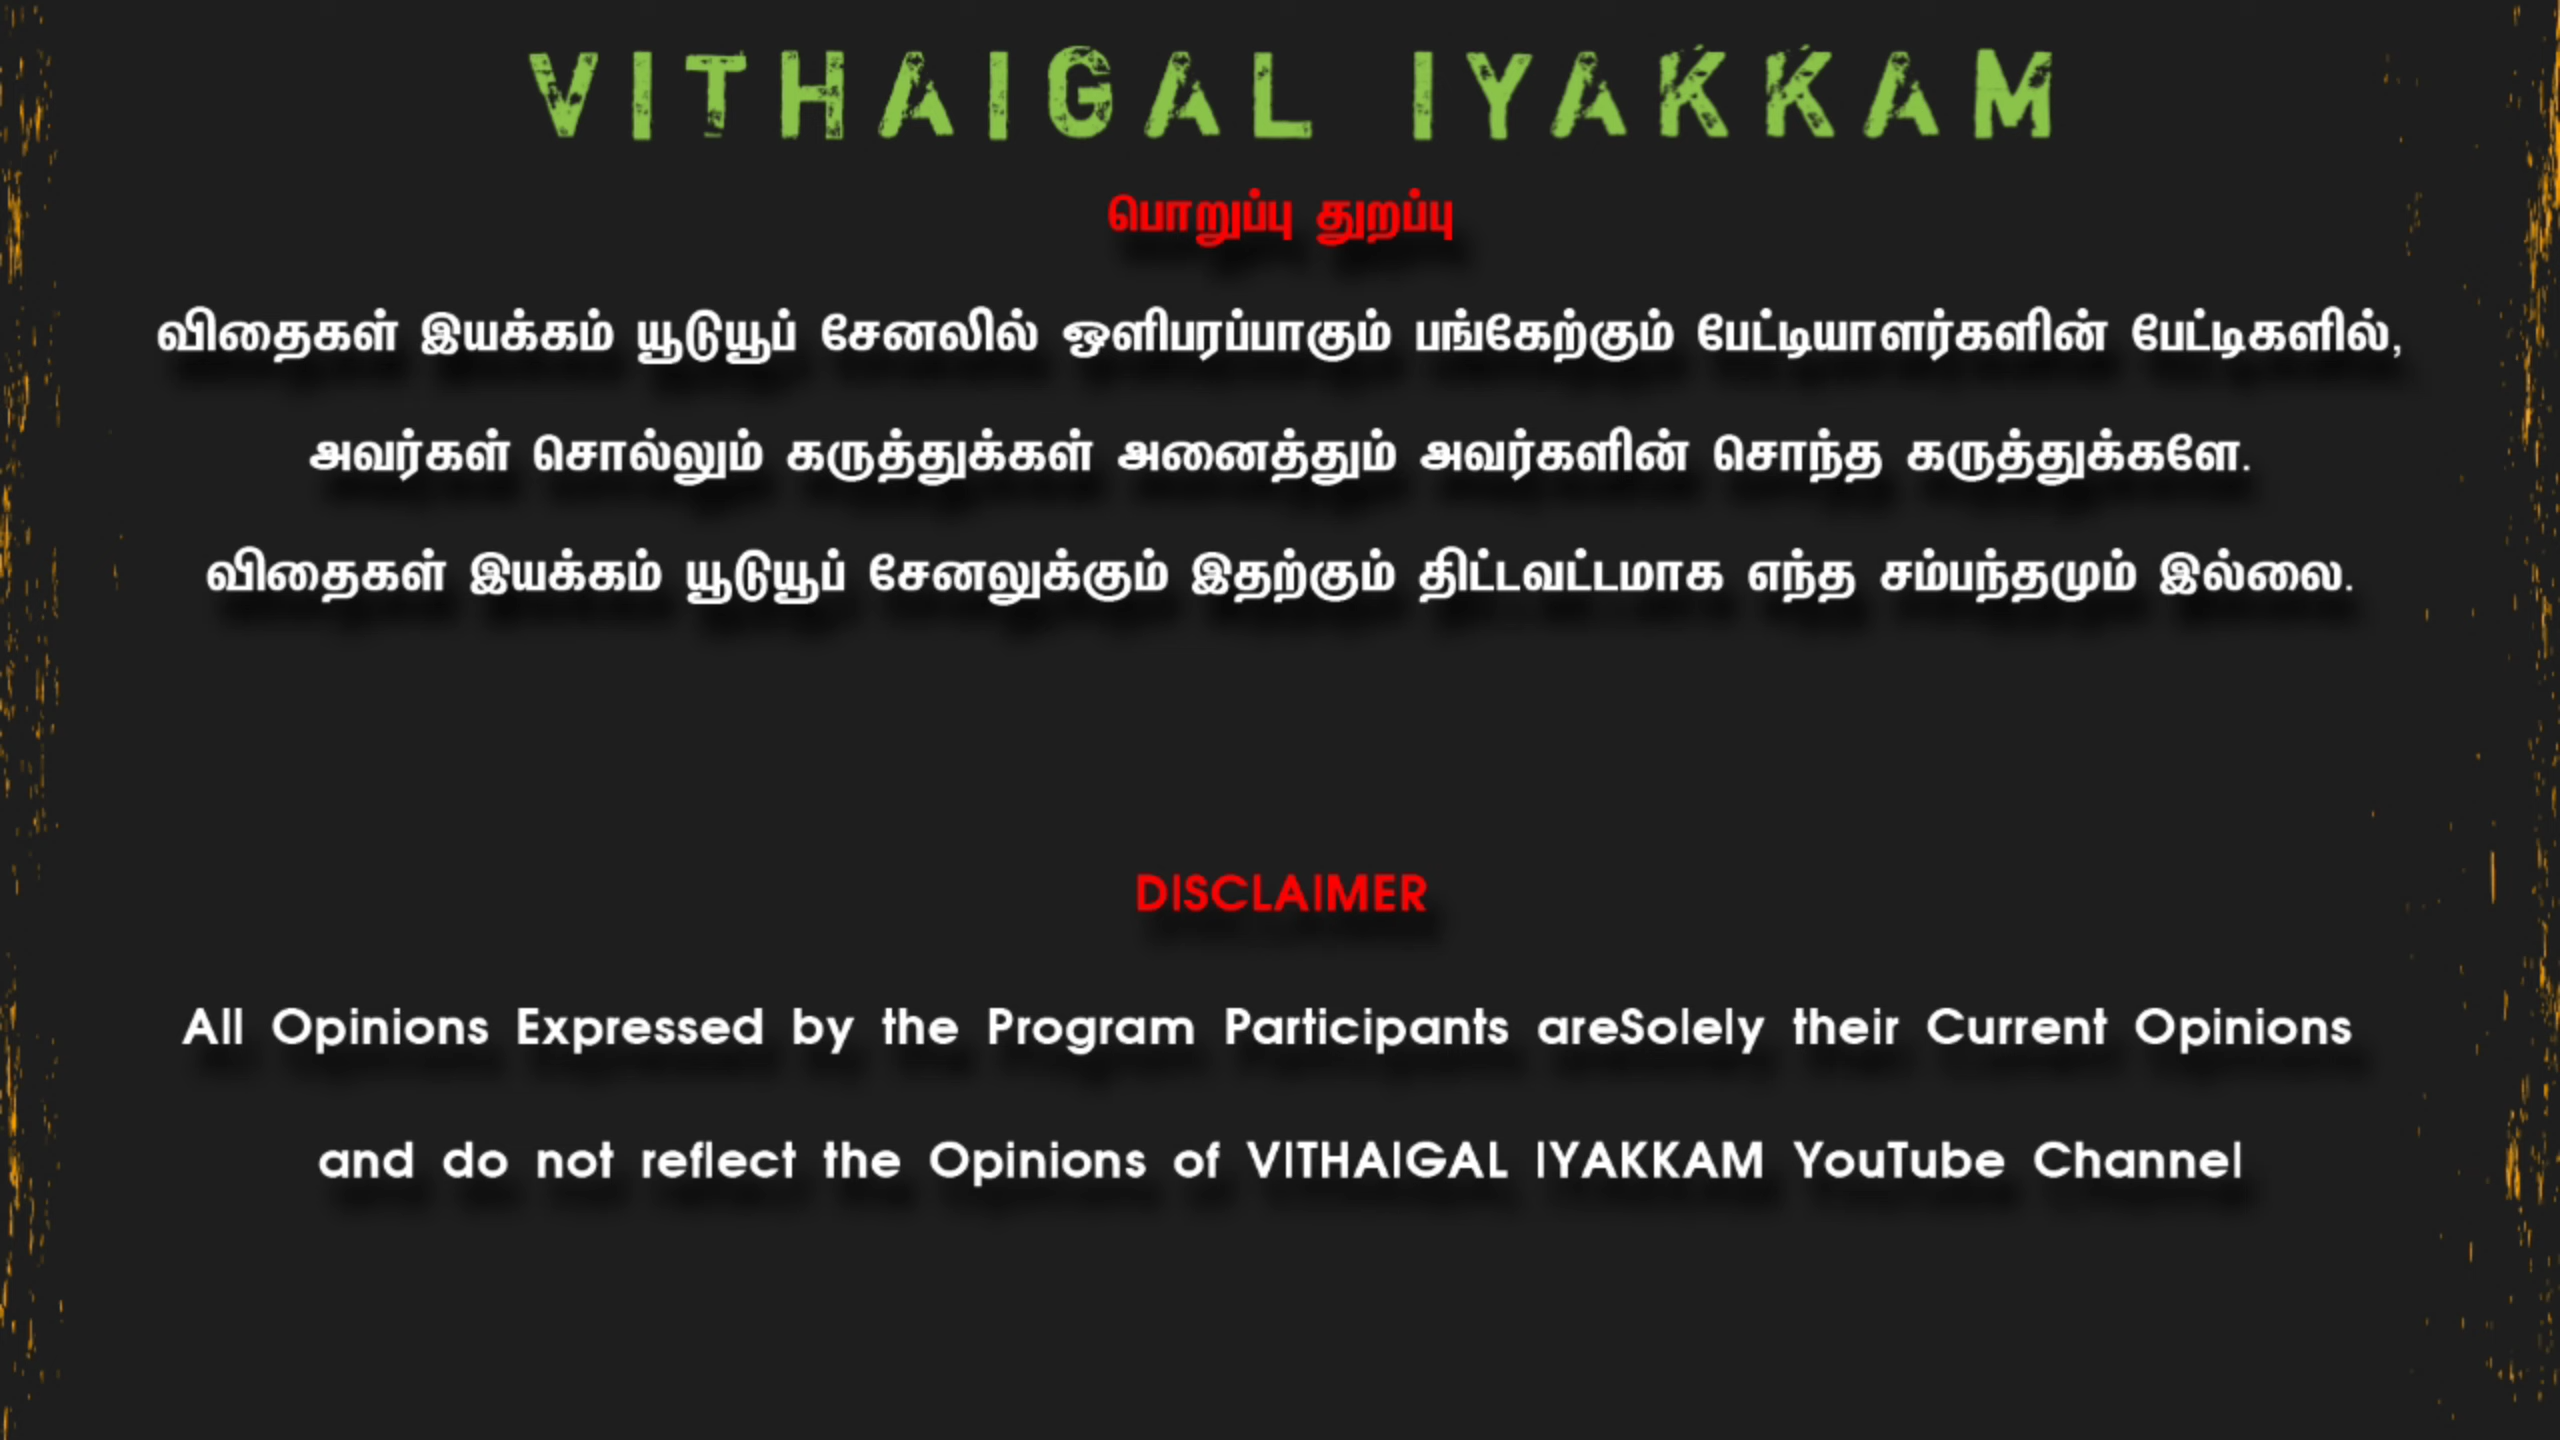 VITHAIGAL IYAKKAM
பொறுப்பு துறப்பு
விதைகள் இயக்கம் யூடுயூப் சேனலில் ஒளிபரப்பாகும் பங்கேற்கும் பேட்டியாளர்களின் பேட்டிகளில்,
அவர்கள் சொல்லும் கருத்துக்கள் அனைத்தும் அவர்களின் சொந்த கருத்துக்களே.
விதைகள் இயக்கம் யூடுயூப் சேனலுக்கும் இதற்கும் திட்டவட்டமாக எந்த சம்பந்தமும் இல்லை.
DISCLAIMER
All Opinions Expressed by the Program Participants areSolely their Current Opinions
and do not reflect the Opinions of VITHAIGAL IYAKKAM YouTube Channel